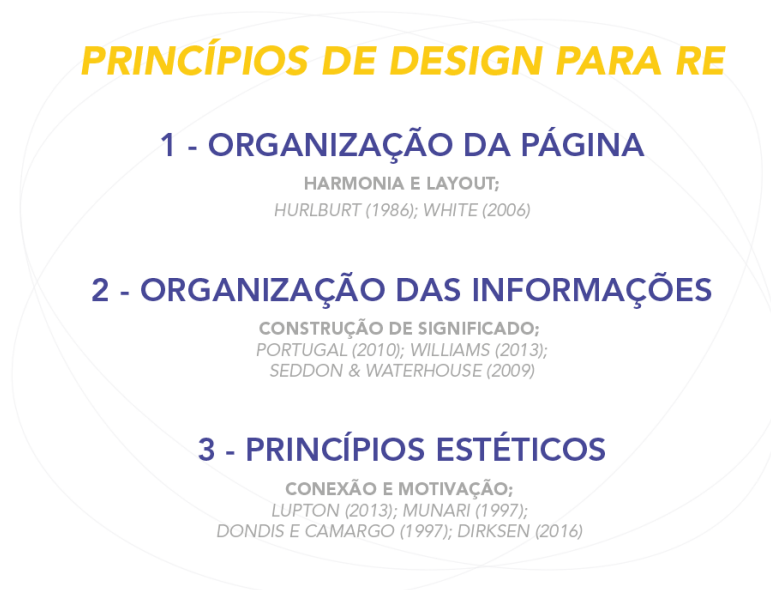 PRINCÍPIOS DE DESIGN PARA RE
1 - ORGANIZAÇÃO DA PÁGINA
HARMONIA E LAYOUT;
HURLBURT (1986); WHITE (2006)
2 - ORGANIZAÇÃO DAS INFORMAÇÕES
CONSTRUÇÃO DE SIGNIFICADO;
PORTUGAL (2010); WILLIAMS (2013);
SEDDON & WATERHOUSE (2009)
3 - PRINCÍPIOS ESTÉTICOS
CONEXÃO E MOTIVAÇÃO;
LUPTON (2013); MUNARI (1997);
DONDIS E CAMARGO (1997); DIRKSEN (2016)